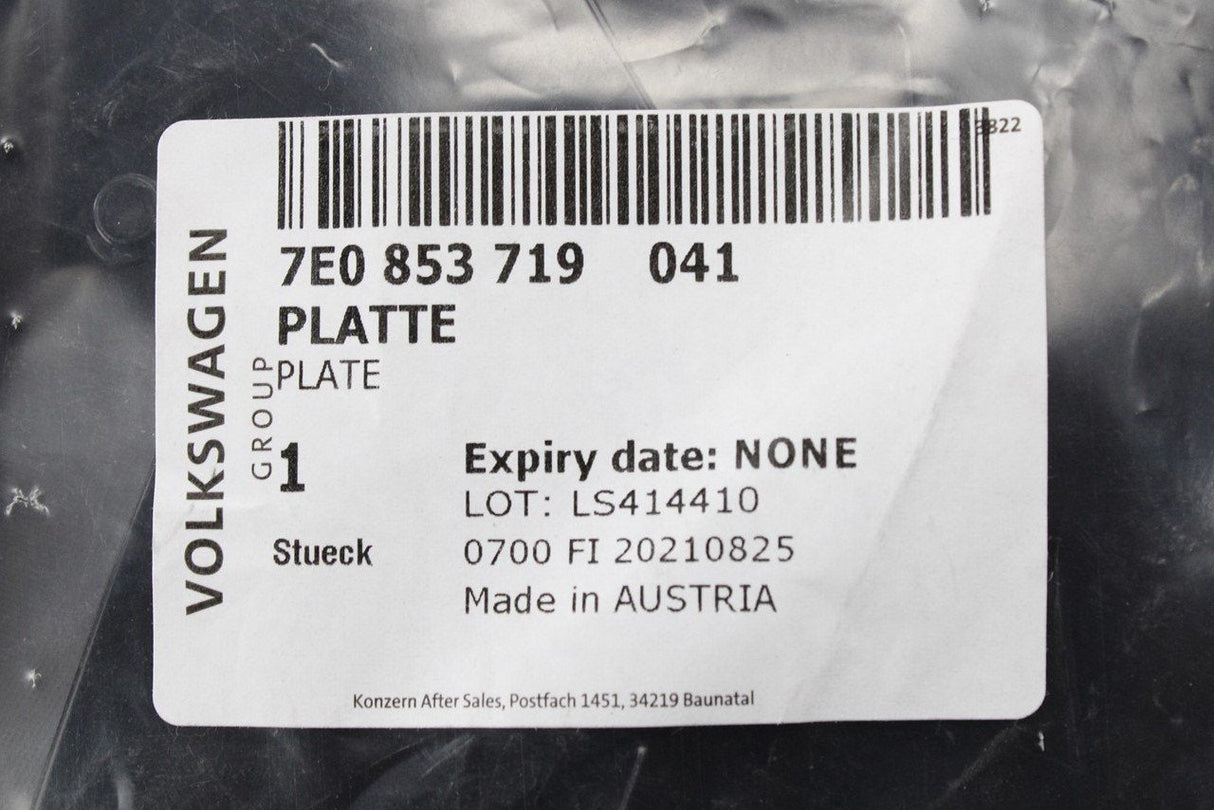 7E0 853 719 041
PLATTE
PLATE
1
Stueck
Expiry date: NONE
LOT: LS414410
0700 FI 20210825
Made in AUSTRIA
Konzern After Sales, Postfach 1451, 34219 Baunatal
VOLKSWAGEN
GROUP